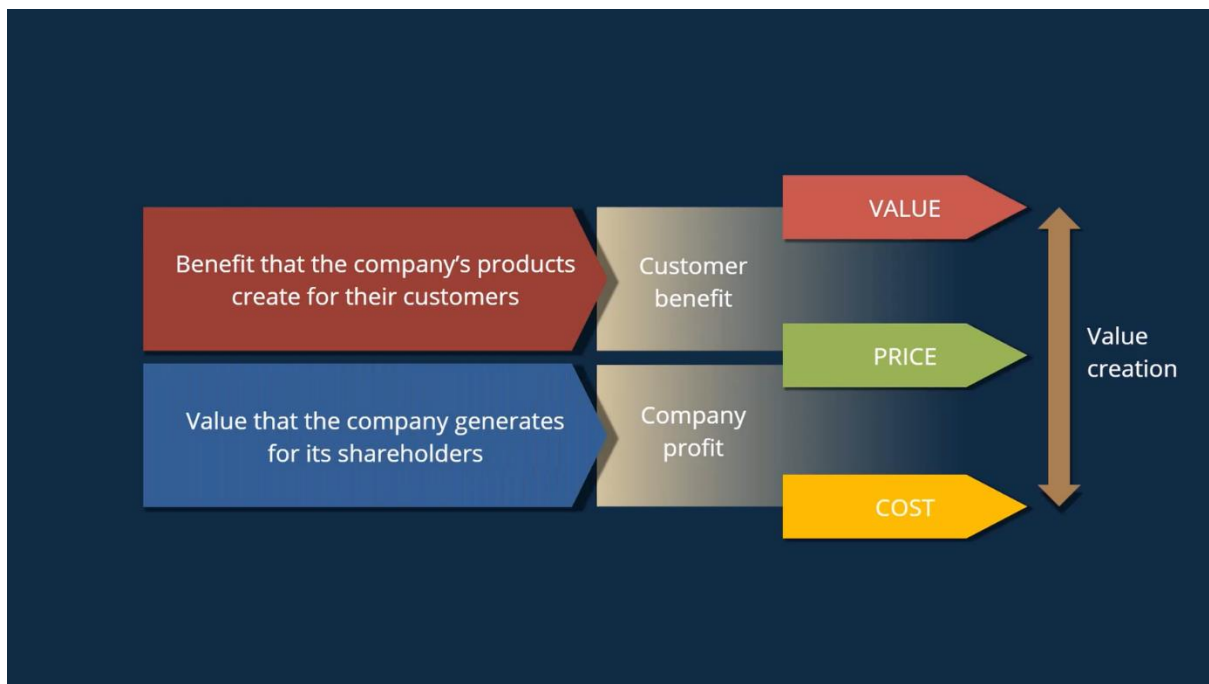 Benefit that the company's products
create for their customers
Customer
benefit
VALUE
PRICE
Value
creation
Value that the company generates
for its shareholders
Company
profit
COST